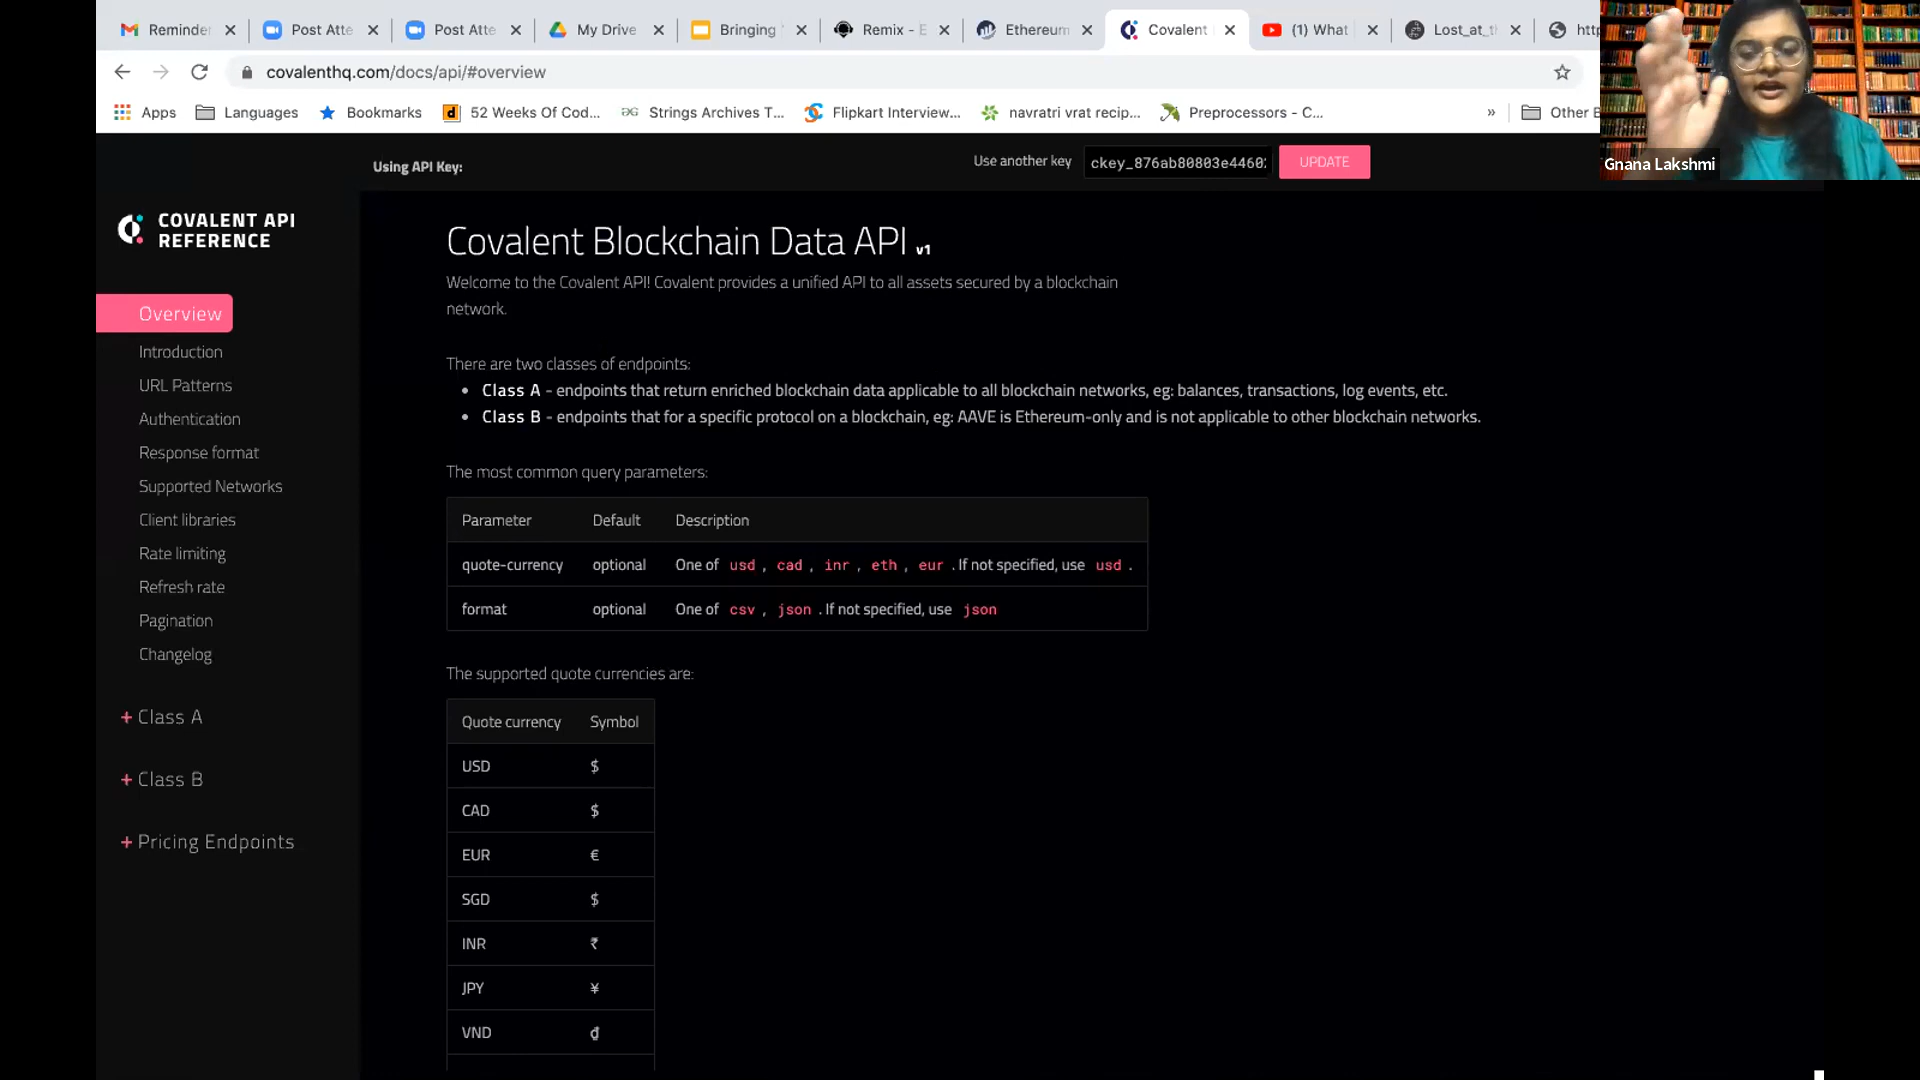 Reminder Post Atte Post Atte My Drive Bringing Remix - E Ethereum Covalent (1) What Lost_at_t
covalenthq.com/docs/api/#overview
Apps Languages Bookmarks 52 Weeks Of Cod... Strings Archives T... Flipkart Interview... navratri vrat recip... Preprocessors - C... » Other
Gnana Lakshmi
Using API Key: Use another key ckey_876ab80803e4460 UPDATE
COVALENT API
REFERENCE
Overview
Introduction
URL Patterns
Authentication
Response format
Supported Networks
Client libraries
Rate limiting
Refresh rate
Pagination
Changelog
+ Class A
+ Class B
+ Pricing Endpoints
Covalent Blockchain Data API v1
Welcome to the Covalent API! Covalent provides a unified API to all assets secured by a blockchain
network.
There are two classes of endpoints:
• Class A - endpoints that return enriched blockchain data applicable to all blockchain networks, eg: balances, transactions, log events, etc.
• Class B - endpoints that for a specific protocol on a blockchain, eg: AAVE is Ethereum-only and is not applicable to other blockchain networks.
The most common query parameters:
Parameter Default Description
quote-currency optional One of usd , cad , inr , eth , eur . If not specified, use usd .
format optional One of csv , json . If not specified, use json
The supported quote currencies are:
Quote currency Symbol
USD $
CAD $
EUR €
SGD $
INR ₹
JPY ¥
VND ₫